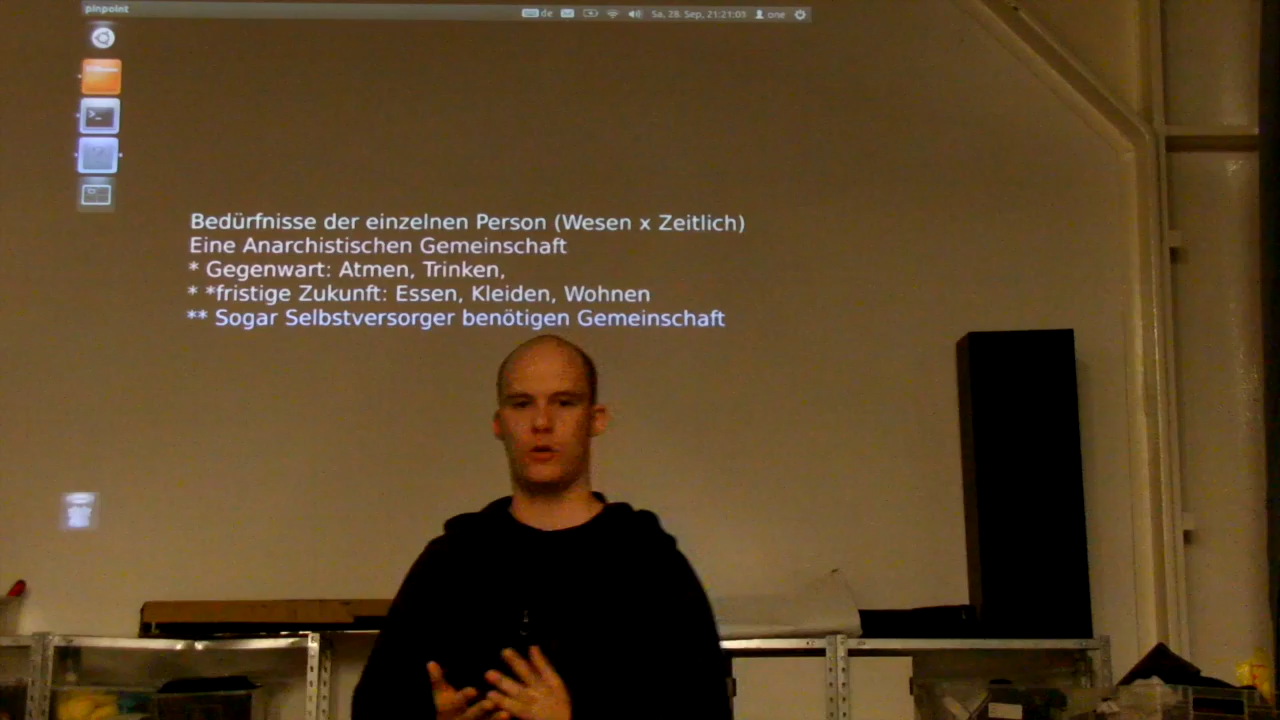 pinpoint
de Sa, 28. Sep, 21:21:03 one
Bedürfnisse der einzelnen Person (Wesen x Zeitlich)
Eine Anarchistischen Gemeinschaft
* Gegenwart: Atmen, Trinken,
* *fristige Zukunft: Essen, Kleiden, Wohnen
** Sogar Selbstversorger benötigen Gemeinschaft